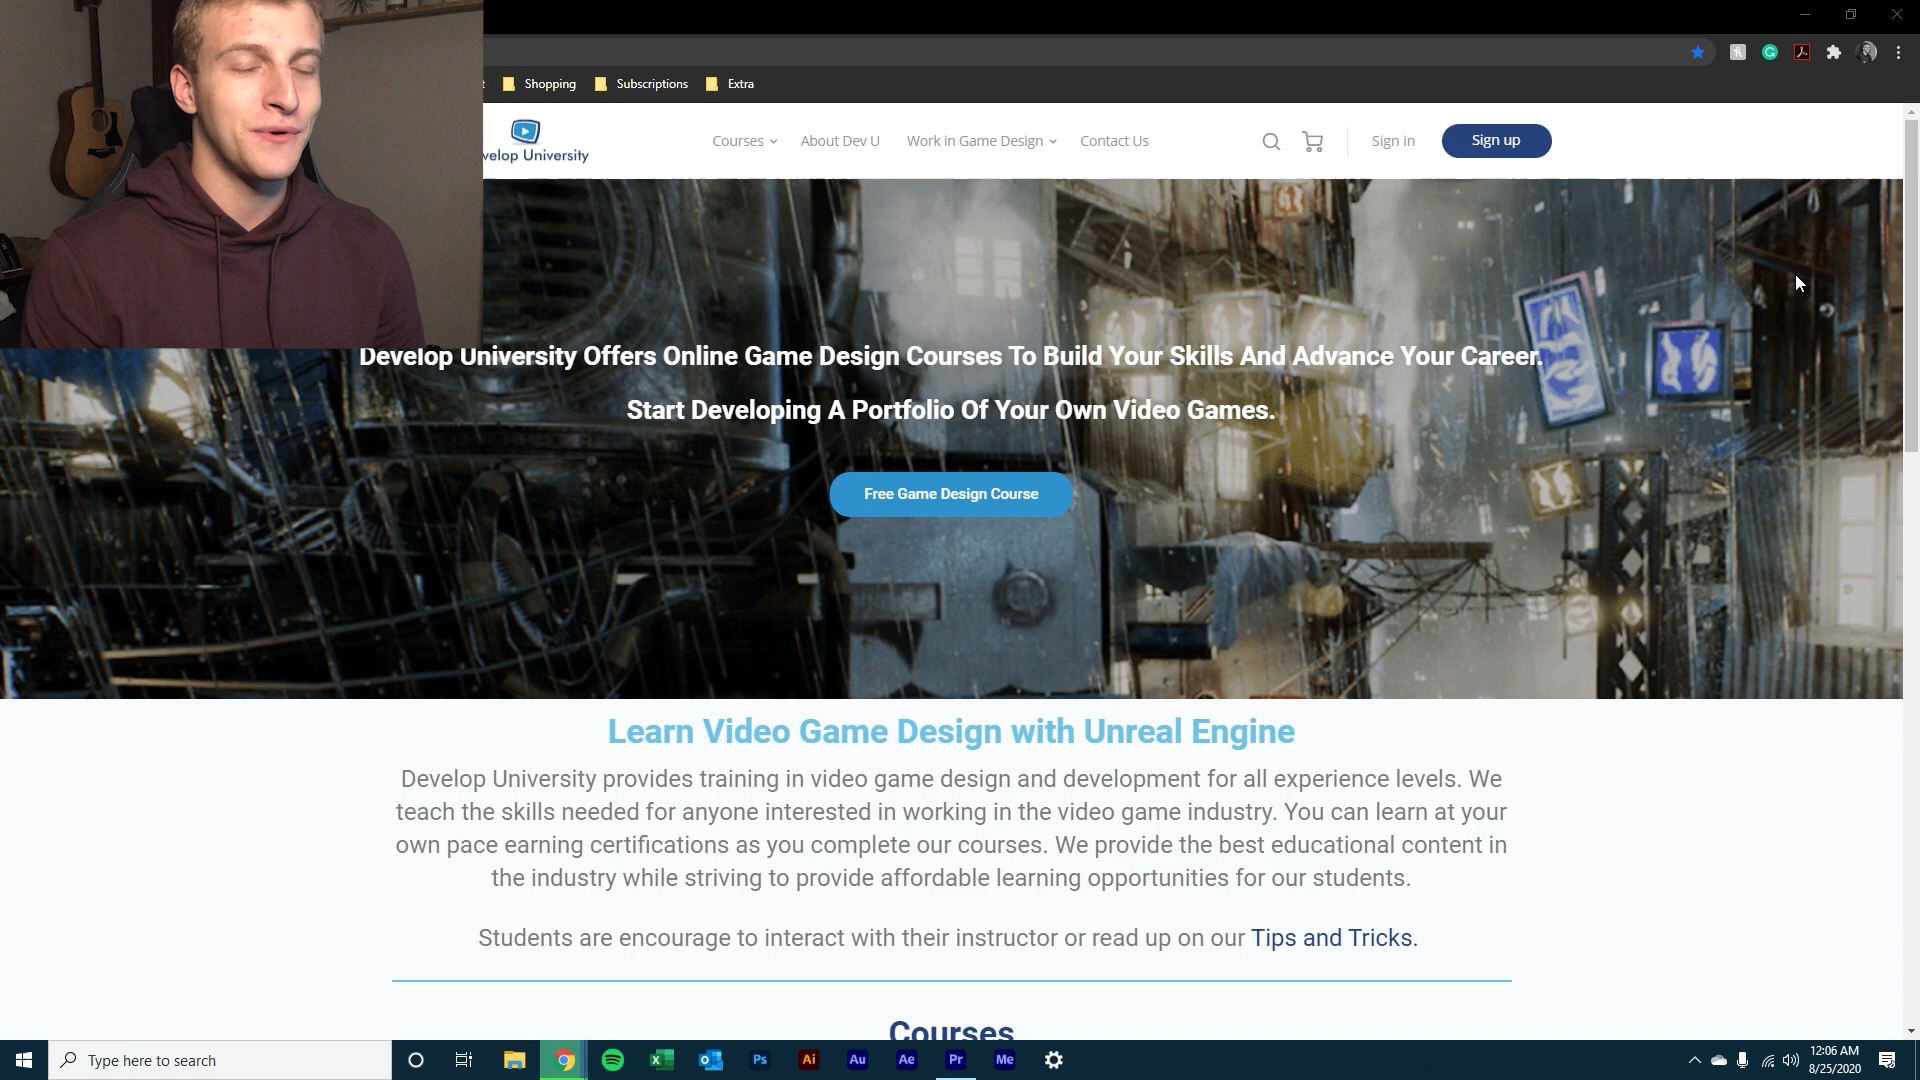 Shopping
Subscriptions
Extra
velop University
Courses
About Dev U
Work in Game Design
Contact Us
Sign in
Sign up
Develop University Offers Online Game Design Courses To Build Your Skills And Advance Your Career.
Start Developing A Portfolio Of Your Own Video Games.
Free Game Design Course
Learn Video Game Design with Unreal Engine
Develop University provides training in video game design and development for all experience levels. We
teach the skills needed for anyone interested in working in the video game industry. You can learn at your
own pace earning certifications as you complete our courses. We provide the best educational content in
the industry while striving to provide affordable learning opportunities for our students.
Students are encourage to interact with their instructor or read up on our Tips and Tricks.
Courses
Type here to search
Ps
Ai
Au
Ae
Pr
Me
12:06 AM
8/25/2020